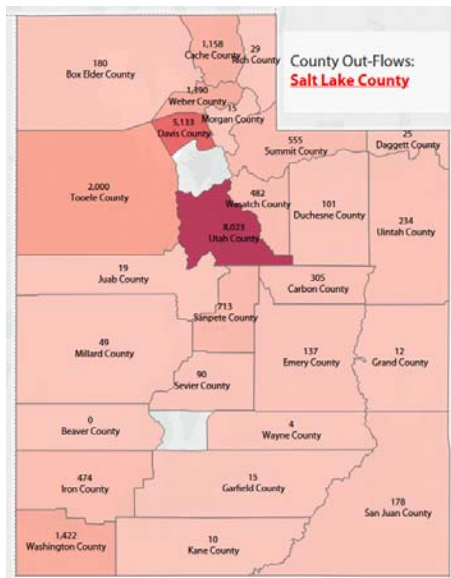 County Out-Flows:
Salt Lake County
180
Box Elder County
1,158
Cache County
29
Rich County
1,390
Weber County
15
Morgan County
5,133
Davis County
555
Summit County
25
Daggett County
2,000
Tooele County
482
Wasatch County
101
Duchesne County
234
Uintah County
8,023
Utah County
19
Juab County
305
Carbon County
713
Sanpete County
49
Millard County
137
Emery County
12
Grand County
90
Sevier County
0
Beaver County
4
Wayne County
474
Iron County
15
Garfield County
178
San Juan County
1,422
Washington County
10
Kane County